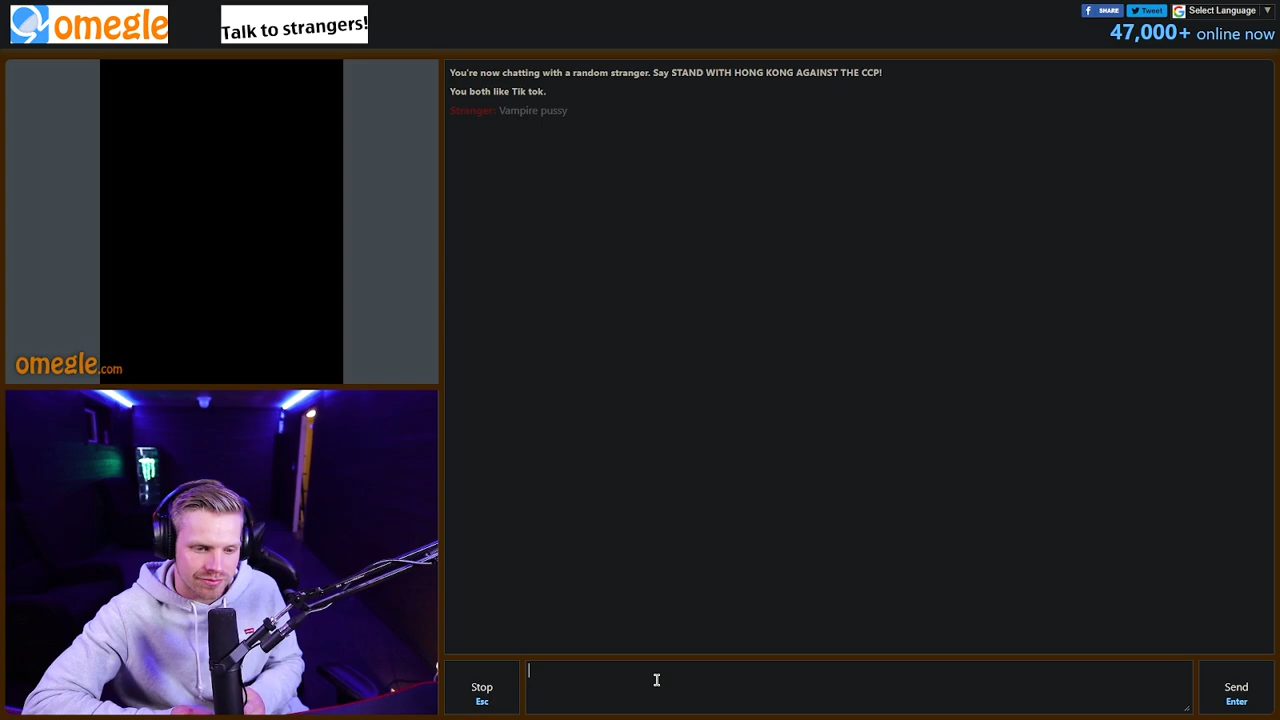 omegle
Talk to strangers!
SHARE
Tweet
G Select Language ▼
47,000+ online now
You're now chatting with a random stranger. Say STAND WITH HONG KONG AGAINST THE CCP!
You both like Tik tok.
Stranger: Vampire pussy
omegle.com
Stop
Esc
Send
Enter